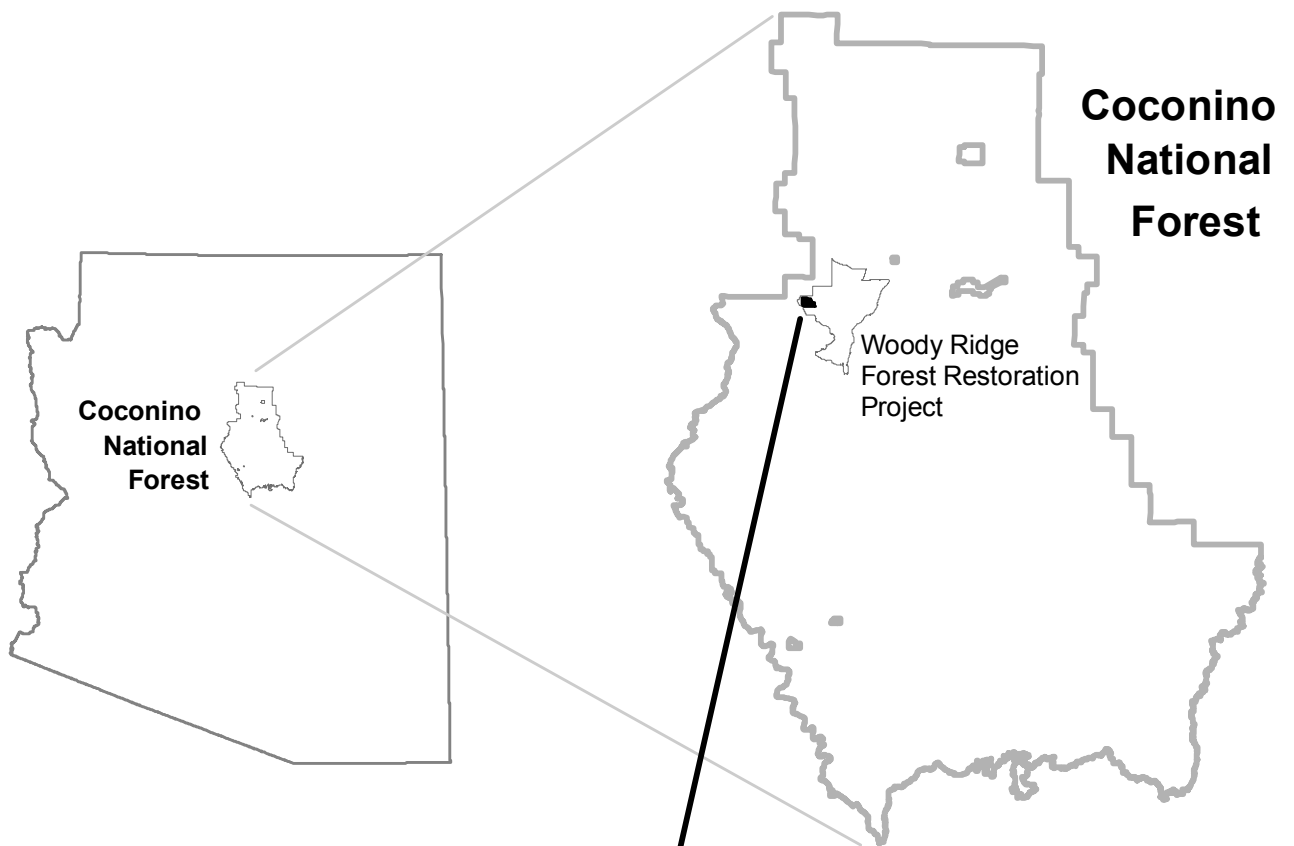 Coconino
National
Forest
Coconino
National
Forest
Woody Ridge
Forest Restoration
Project